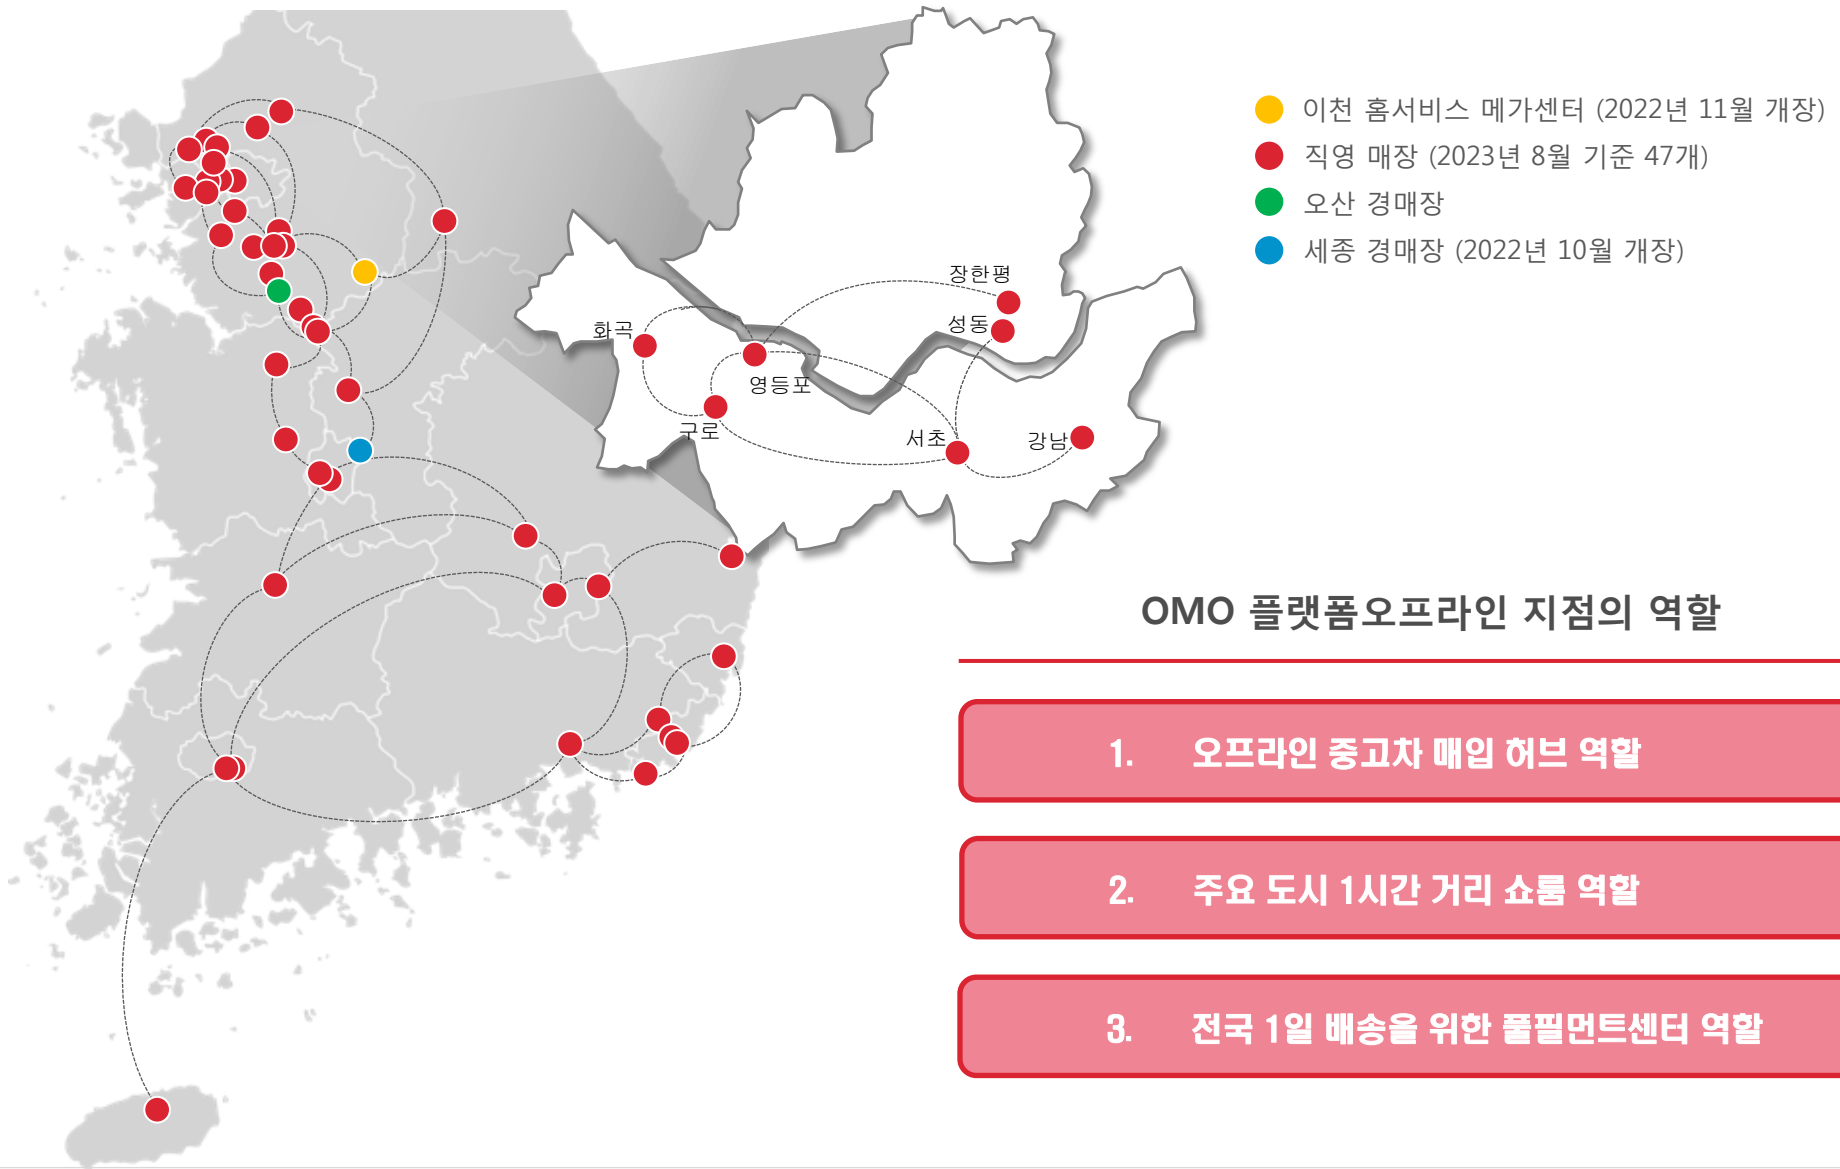 이천 홈서비스 메가센터 (2022년 11월 개장)
직영 매장 (2023년 8월 기준 47개)
오산 경매장
세종 경매장 (2022년 10월 개장)
장한평
성동
화곡
영등포
구로
서초
강남
OMO 플랫폼오프라인 지점의 역할
1. 오프라인 중고차 매입 허브 역할
2. 주요 도시 1시간 거리 쇼룸 역할
3. 전국 1일 배송을 위한 풀필먼트센터 역할